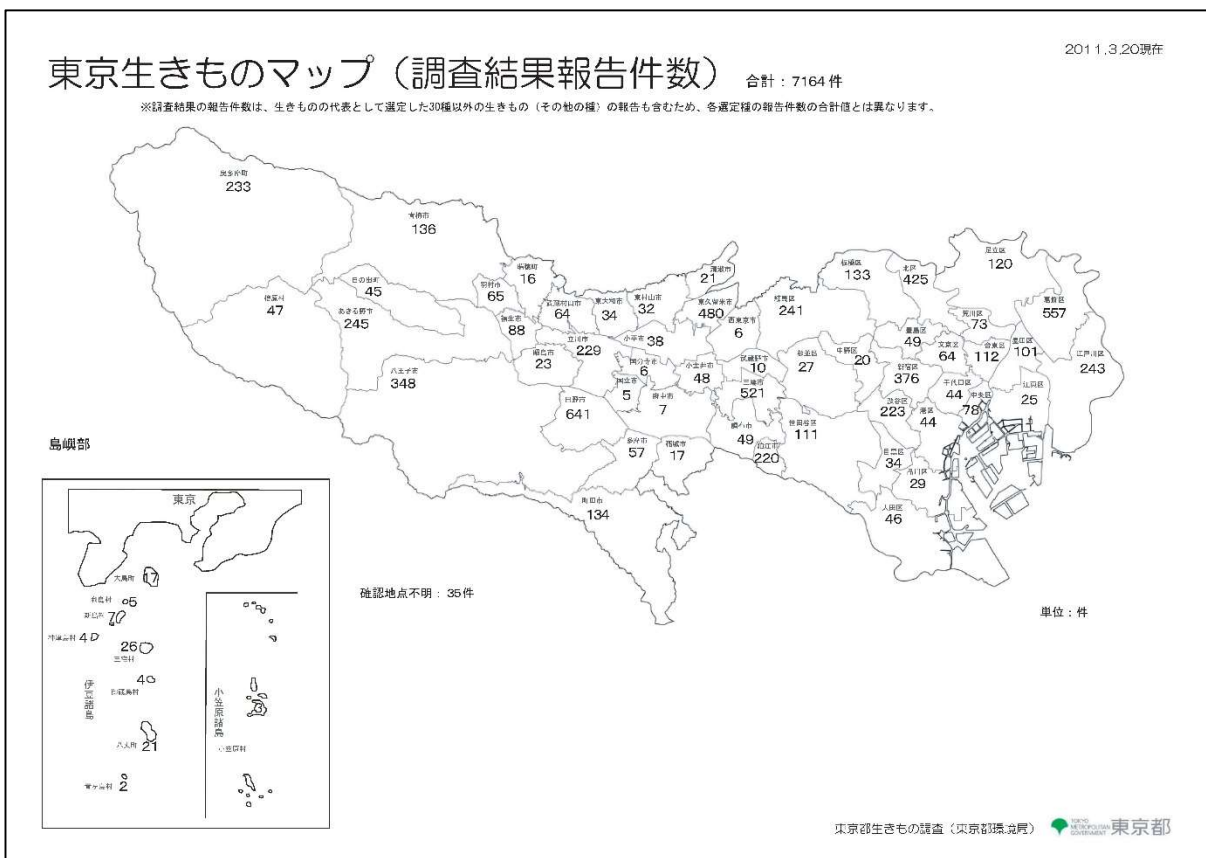 2011.3.20現在
東京生きものマップ（調査結果報告件数） 合計：7164件
※調査結果の報告件数は、生きものの代表として選定した30種以外の生きもの（その他の種）の報告も含むため、各選定種の報告件数の合計値とは異なります。
奥多摩町
233
青梅市
136
日の出町
45
檜原村
47
あきる野市
245
八王子市
348
羽村市
65
瑞穂町
16
福生市
88
武蔵村山市
64
東大和市
34
東村山市
32
清瀬市
21
東久留米市
480
西東京市
6
立川市
229
昭島市
23
小平市 38
国分寺市
6
国立市
5
小金井市
48
府中市
7
日野市
641
多摩市
57
稲城市
17
町田市
134
武蔵野市
10
三鷹市
521
調布市
49
狛江市
220
練馬区
241
板橋区
133
北区
425
足立区
120
葛飾区
557
荒川区
73
豊島区
49
文京区
64
台東区
112
墨田区
101
江戸川区
243
杉並区
27
中野区
20
新宿区
376
千代田区
44
中央区
78
江東区
25
渋谷区
223
港区
44
世田谷区
111
目黒区
34
品川区
29
大田区
46
島嶼部
東京
大島町
17
利島村
5
新島村
7
神津島村 4
26
三宅村
4
御蔵島村
伊豆諸島
八丈町
21
青ヶ島村 2
小笠原諸島
3
小笠原村
確認地点不明：35件
単位：件
東京都生きもの調査（東京都環境局）
TOKYO
METROPOLITAN
GOVERNMENT
東京都